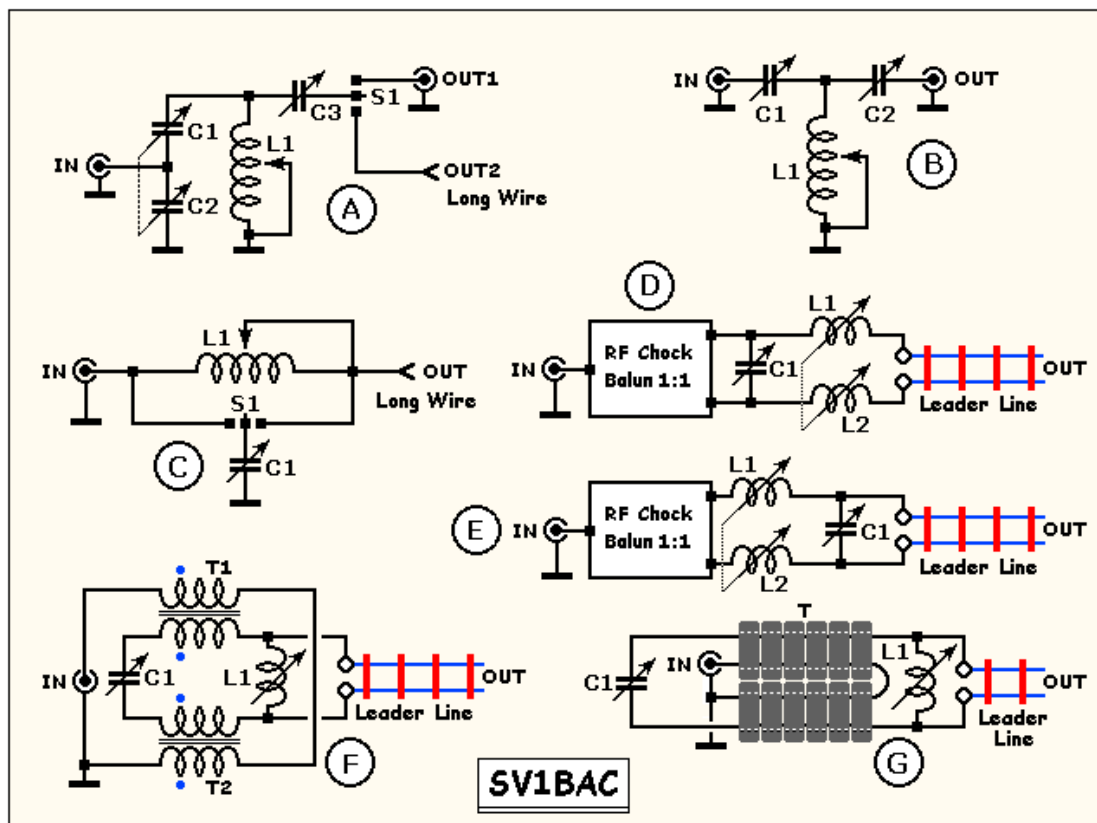 OUT1
S1
C3
C1
L1
IN
C2
OUT2
Long Wire
A
IN
OUT
C1
C2
L1
B
L1
IN
OUT
Long Wire
S1
C1
C
D
RF Chock
Balun 1:1
IN
C1
L1
L2
OUT
Leader Line
E
IN
RF Chock
Balun 1:1
L1
L2
C1
OUT
Leader Line
T1
IN
C1
L1
OUT
Leader Line
T2
F
T
C1
IN
L1
OUT
Leader
Line
G
SV1BAC